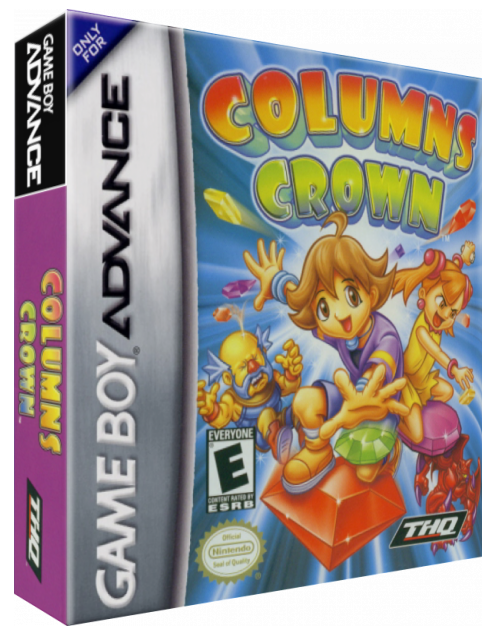 GAME BOY
ADVANCE
COLUMNS
CROWN
THQ
ONLY
FOR
GAME BOY ADVANCE
COLUMNS
CROWN
EVERYONE
E
CONTENT RATED BY
ESRB
Official
Nintendo
Seal of Quality
THQ